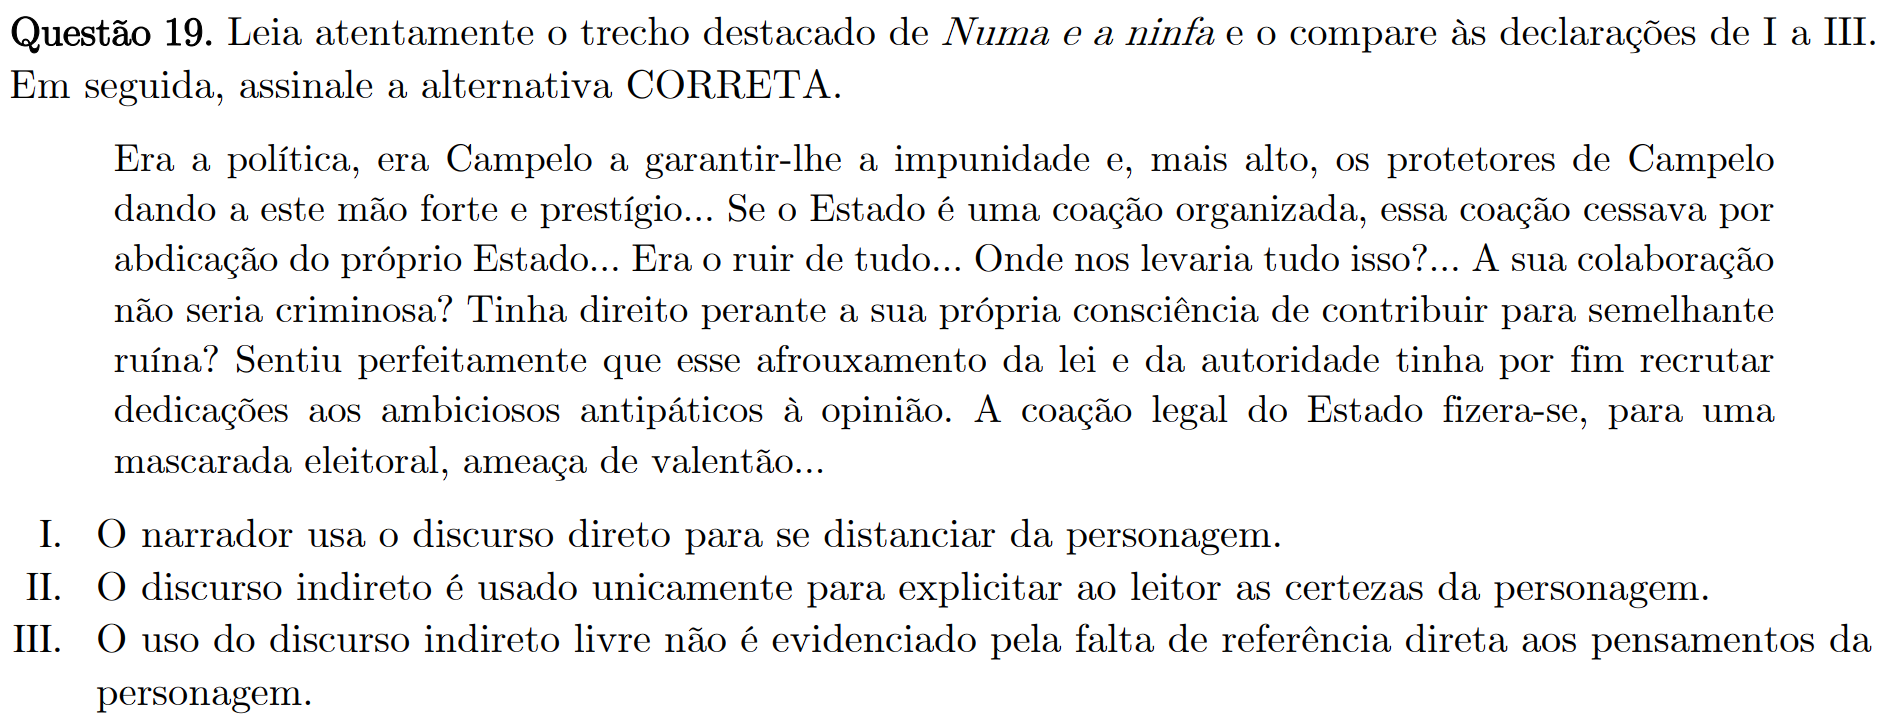 Questão 19. Leia atentamente o trecho destacado de Numa e a ninfa e o compare às declarações de I a III.
Em seguida, assinale a alternativa CORRETA.
Era a política, era Campelo a garantir-lhe a impunidade e, mais alto, os protetores de Campelo
dando a este mão forte e prestígio... Se o Estado é uma coação organizada, essa coação cessava por
abdicação do próprio Estado... Era o ruir de tudo... Onde nos levaria tudo isso?... A sua colaboração
não seria criminosa? Tinha direito perante a sua própria consciência de contribuir para semelhante
ruína? Sentiu perfeitamente que esse afrouxamento da lei e da autoridade tinha por fim recrutar
dedicações aos ambiciosos antipáticos à opinião. A coação legal do Estado fizera-se, para uma
mascarada eleitoral, ameaça de valentão...
I. O narrador usa o discurso direto para se distanciar da personagem.
II. O discurso indireto é usado unicamente para explicitar ao leitor as certezas da personagem.
III. O uso do discurso indireto livre não é evidenciado pela falta de referência direta aos pensamentos da
personagem.